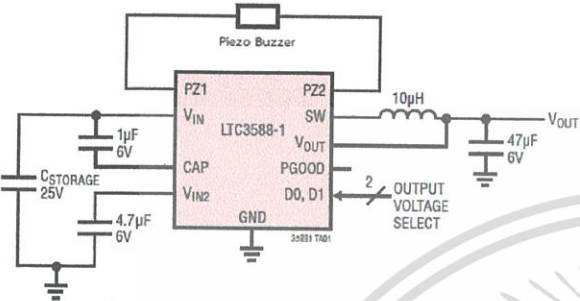 Piezo Buzzer
PZ1
PZ2
VIN
SW
10µH
VOUT
LTC3588-1
1µF
6V
VOUT
47µF
6V
CAP
PGOOD
CSTORAGE
25V
VIN2
D0, D1
2
OUTPUT
VOLTAGE
SELECT
4.7µF
6V
GND
35881 TA01